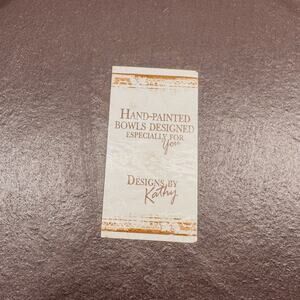 HAND-PAINTED
BOWLS DESIGNED
ESPECIALLY FOR
You
DESIGNS BY
Kathy